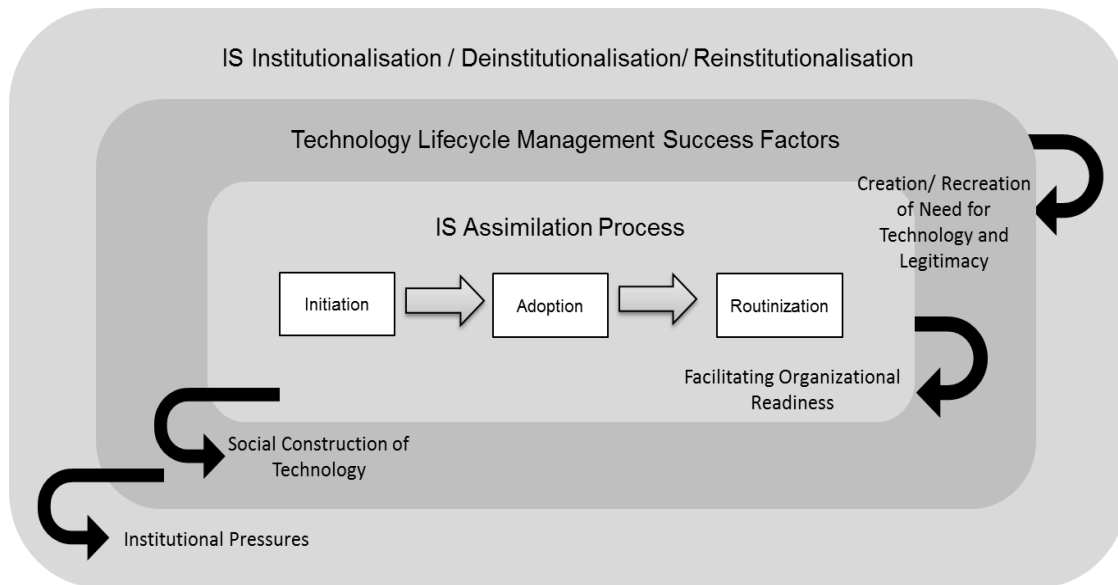 IS Institutionalisation / Deinstitutionalisation/ Reinstitutionalisation
Technology Lifecycle Management Success Factors
Creation/ Recreation
of Need for
Technology and
Legitimacy
IS Assimilation Process
Initiation
Adoption
Routinization
Facilitating Organizational
Readiness
Social Construction of
Technology
Institutional Pressures